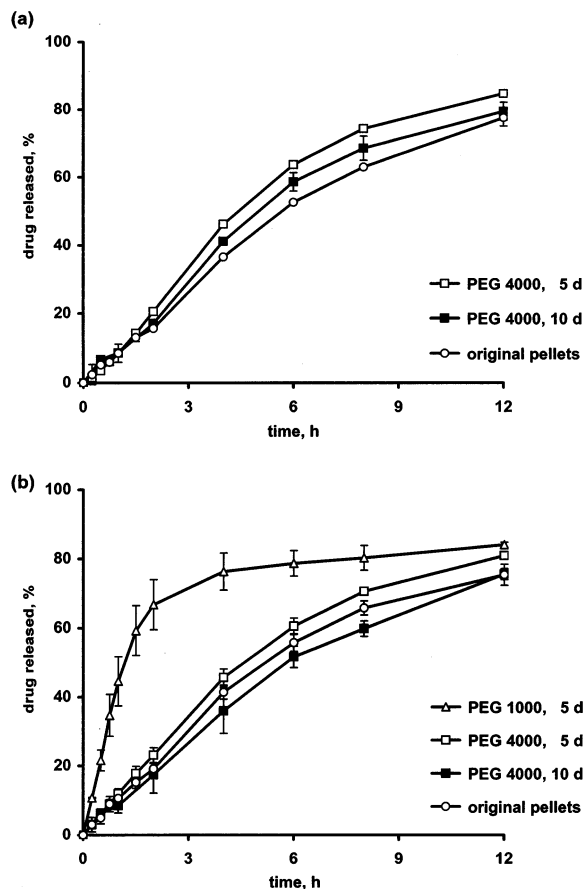 (a)
100
80
60
40
20
0
drug released, %
0 3 6 9 12
time, h
PEG 4000, 5 d
PEG 4000, 10 d
original pellets
(b)
100
80
60
40
20
0
drug released, %
0 3 6 9 12
time, h
PEG 1000, 5 d
PEG 4000, 5 d
PEG 4000, 10 d
original pellets